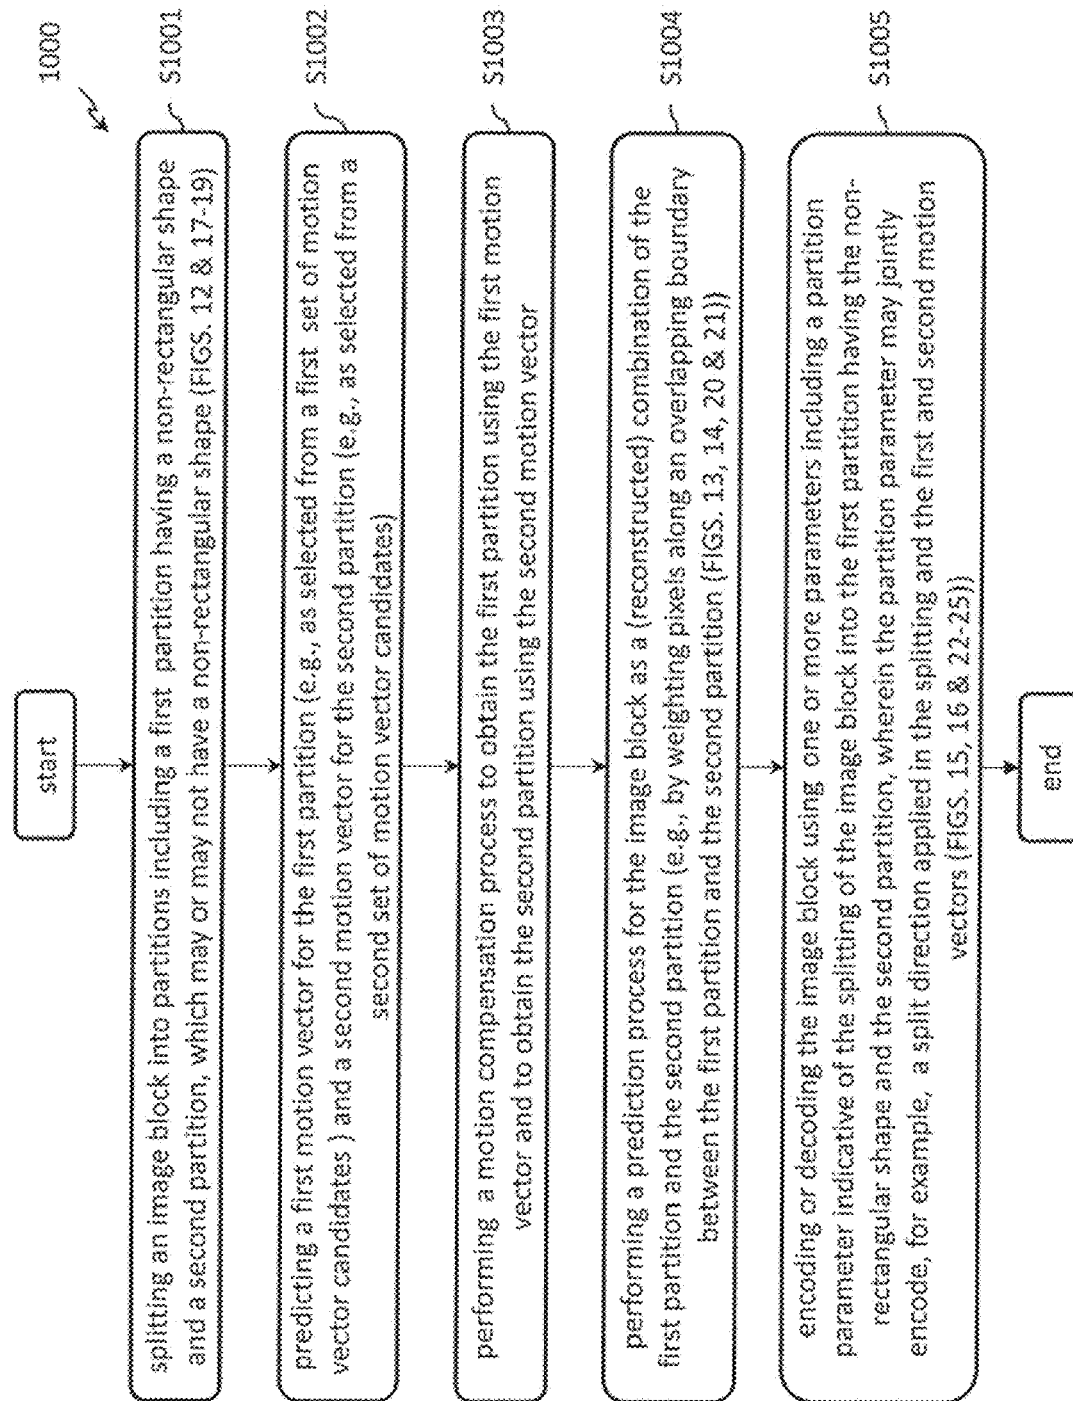 1000
start
splitting an image block into partitions including a first partition having a non-rectangular shape
and a second partition, which may or may not have a non-rectangular shape (FIGS. 12 & 17-19)
S1001
predicting a first motion vector for the first partition (e.g., as selected from a first set of motion
vector candidates ) and a second motion vector for the second partition (e.g., as selected from a
second set of motion vector candidates)
S1002
performing a motion compensation process to obtain the first partition using the first motion
vector and to obtain the second partition using the second motion vector
S1003
performing a prediction process for the image block as a (reconstructed) combination of the
first partition and the second partition (e.g., by weighting pixels along an overlapping boundary
between the first partition and the second partition (FIGS. 13, 14, 20 & 21))
S1004
encoding or decoding the image block using one or more parameters including a partition
parameter indicative of the splitting of the image block into the first partition having the non-
rectangular shape and the second partition, wherein the partition parameter may jointly
encode, for example, a split direction applied in the splitting and the first and second motion
vectors (FIGS. 15, 16 & 22-25))
S1005
end